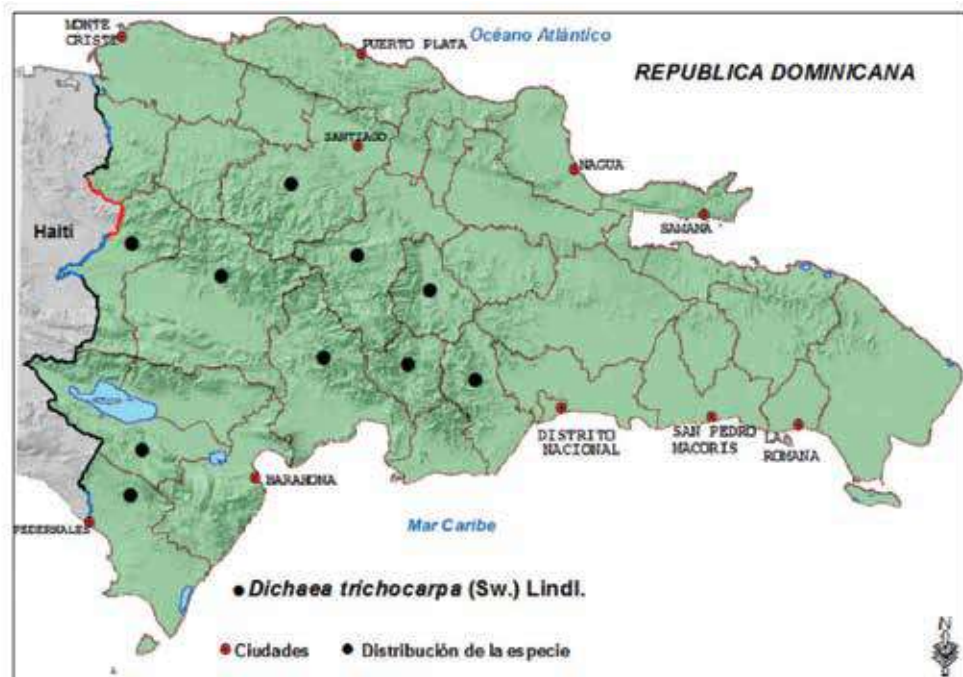 MONTE
CRISTI
PUERTO PLATA
Océano Atlántico
REPUBLICA DOMINICANA
SANTIAGO
NAGUA
SAMANA
Haití
DISTRITO
NACIONAL
SAN PEDRO
MACORIS
LA
ROMANA
BARAHONA
PEDERNALES
Mar Caribe
Dichaea trichocarpa (Sw.) Lindl.
Ciudades
Distribución de la especie
N